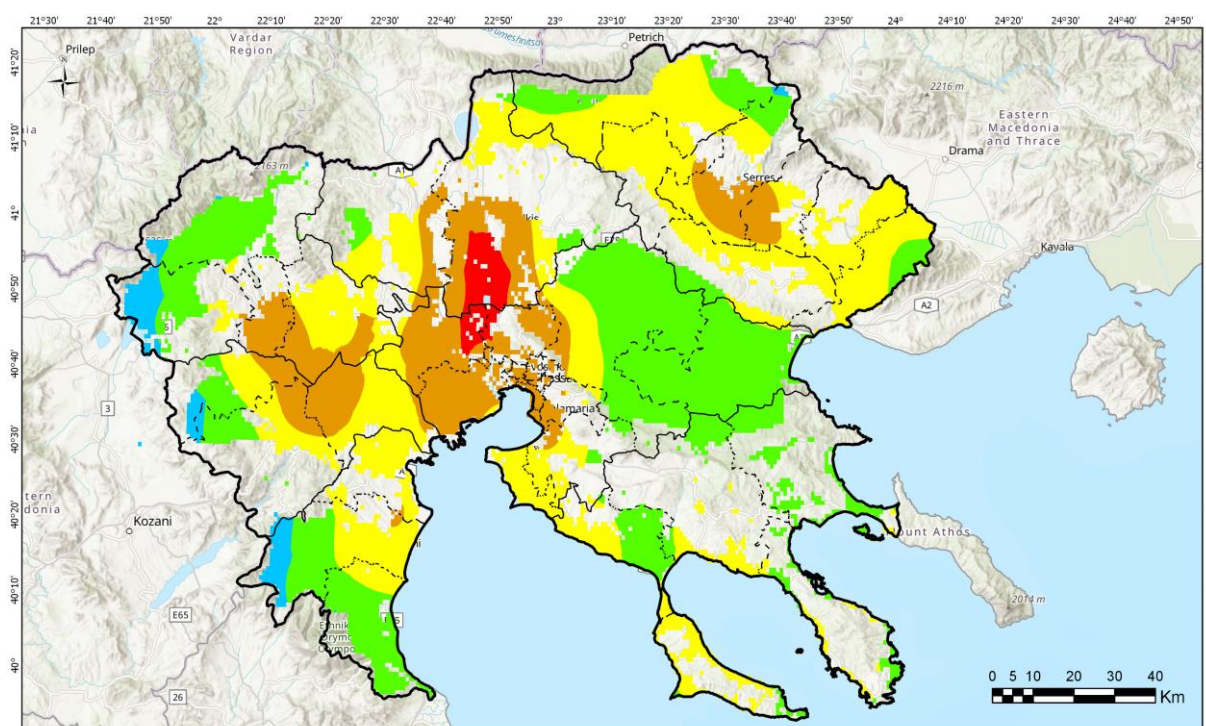 21°30' 21°40' 21°50' 22° 22°10' 22°20' 22°30' 22°40' 22°50' 23° 23°10' 23°20' 23°30' 23°40' 23°50' 24° 24°10' 24°20' 24°30' 24°40' 24°50'
Prilep
Vardar
Region
Petrich
41°20'
2216 m
Eastern
Macedonia
and Thrace
41°10'
Drama
2163 m
A1
Serres
41°
Kavala
40°50'
A2
40°40'
3
40°30'
Kozani
40°20'
Mount Athos
40°10'
E65
2014 m
40°
26
0 5 10 20 30 40
Km